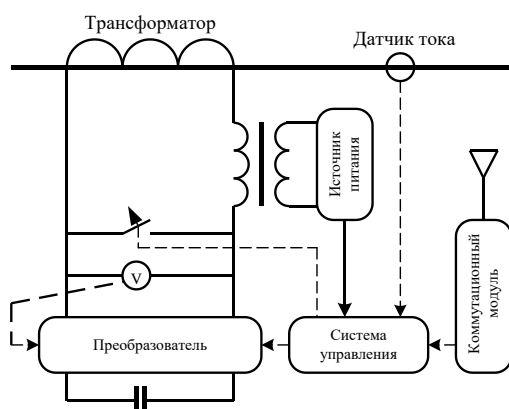 Трансформатор
Датчик тока
Источник
питания
V
Коммутационный
модуль
Преобразователь
Система
управления